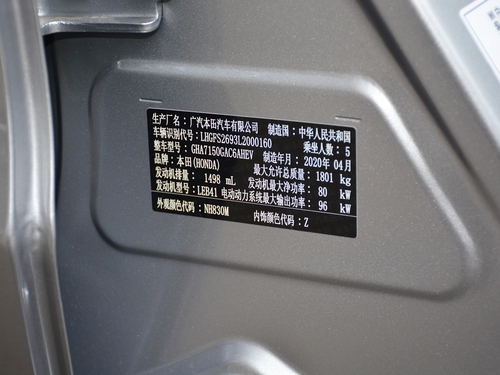 生产厂名：广汽本田汽车有限公司 制造国：中华人民共和国
车辆识别代号：LHGFS2693L2000160 乘坐人数：5
整车型号：GHA7150GAC6AHEV 制造年月：2020年04月
品牌：本田(HONDA) 最大允许总质量：1801 kg
发动机排量：1498 mL 发动机最大净功率：80 kW
发动机型号：LEB41 电动动力系统最大输出功率：96 kW
外观颜色代码：NH830M 内饰颜色代码：Z